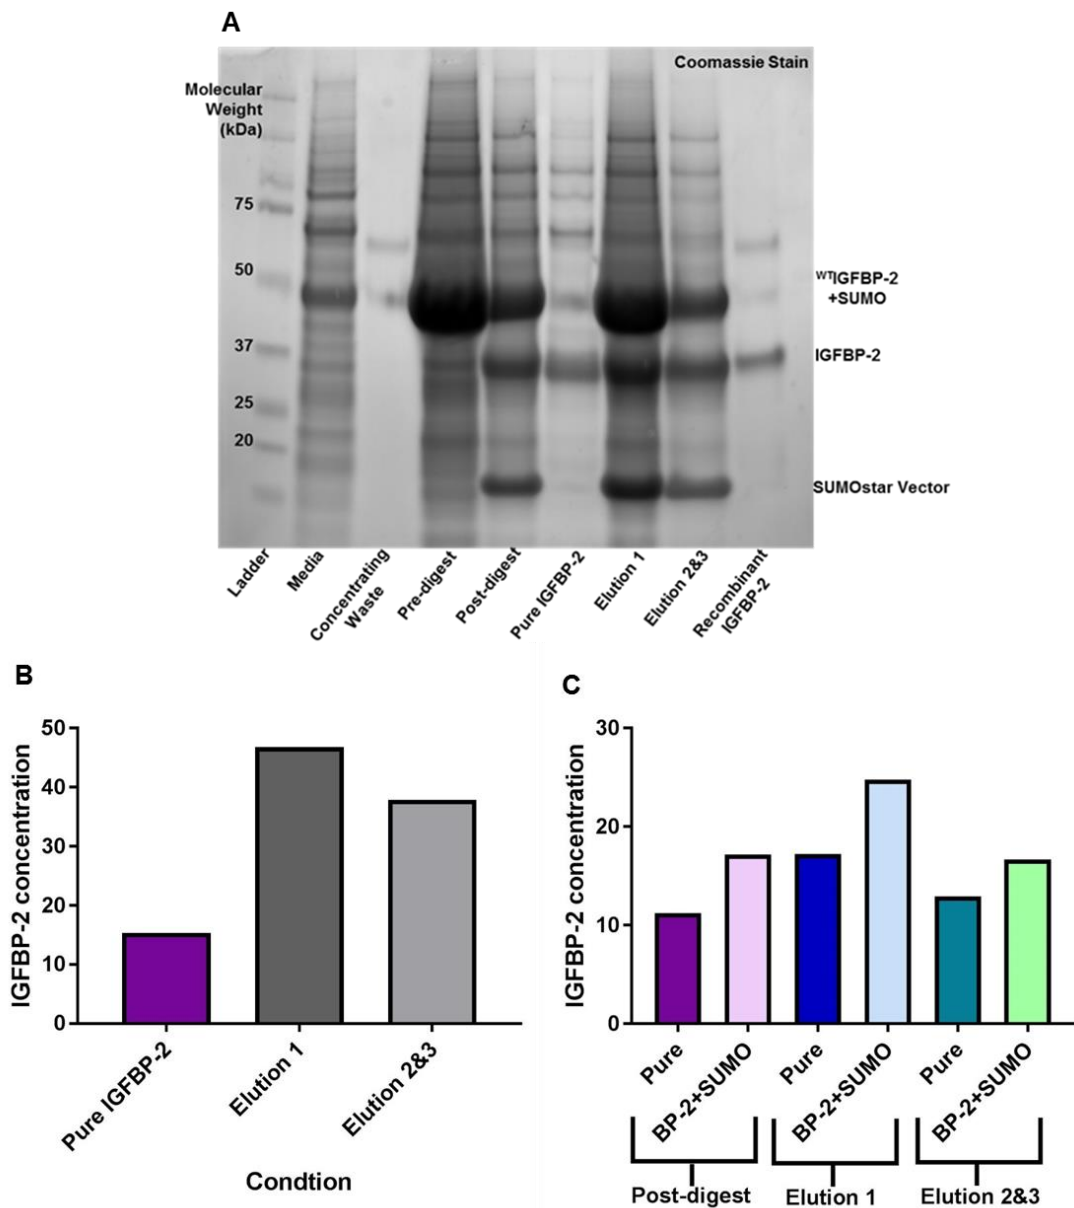 A
Coomassie Stain
Molecular
Weight
(kDa)
75
50
37
25
20
WTIGFBP-2
+SUMO
IGFBP-2
SUMOstar Vector
Ladder
Media
Concentrating
Waste
Pre-digest
Post-digest
Pure IGFBP-2
Elution 1
Elution 2&3
Recombinant
IGFBP-2
B
IGFBP-2 concentration
50
40
30
20
10
0
Pure IGFBP-2
Elution 1
Elution 2&3
Condtion
C
IGFBP-2 concentration
30
20
10
0
Pure
BP-2+SUMO
Pure
BP-2+SUMO
Pure
BP-2+SUMO
Post-digest
Elution 1
Elution 2&3